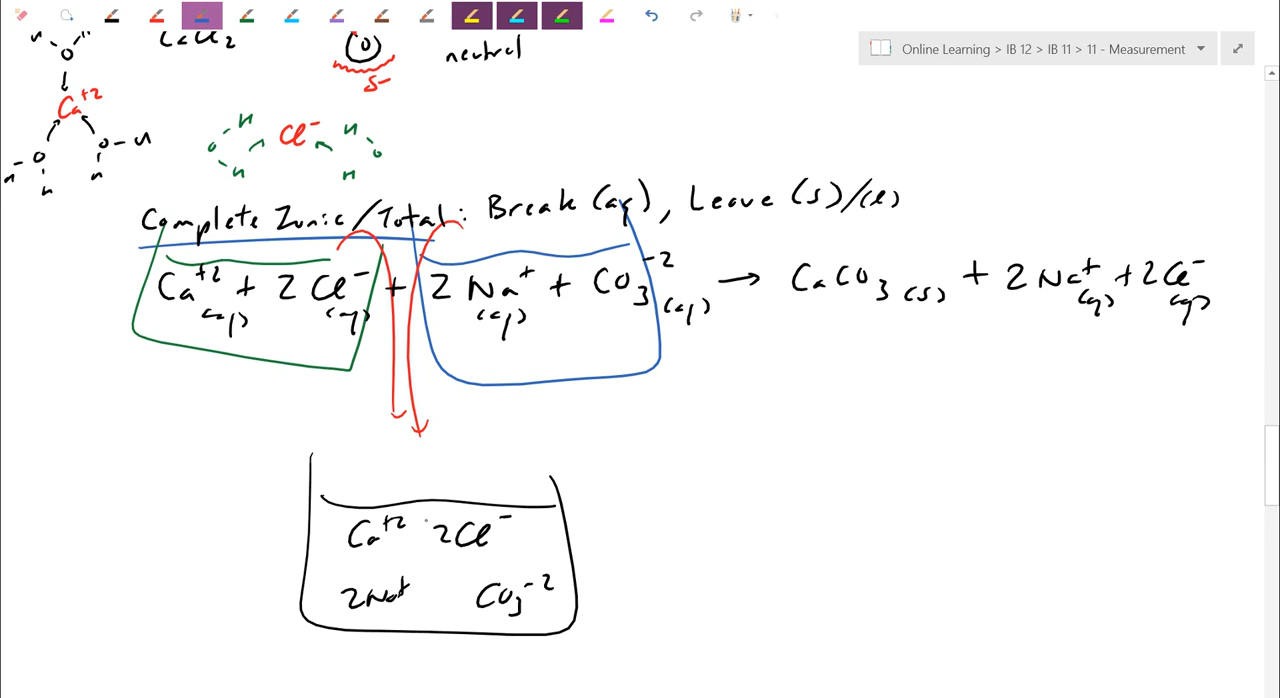 CaCl2
neutral
Online Learning > IB 12 > IB 11 > 11 - Measurement
H
O
Ca+2
O O-H
H H H
(O)
δ-
H H
O Cl- O
H H
Complete Ionic/Total: Break (aq), Leave (s)/(l)
Ca+2(aq) + 2Cl-(aq) + 2Na+(aq) + CO3-2(aq) → CaCO3(s) + 2Na+(aq) + 2Cl-(aq)
Ca+2 2Cl-
2Na+ CO3-2